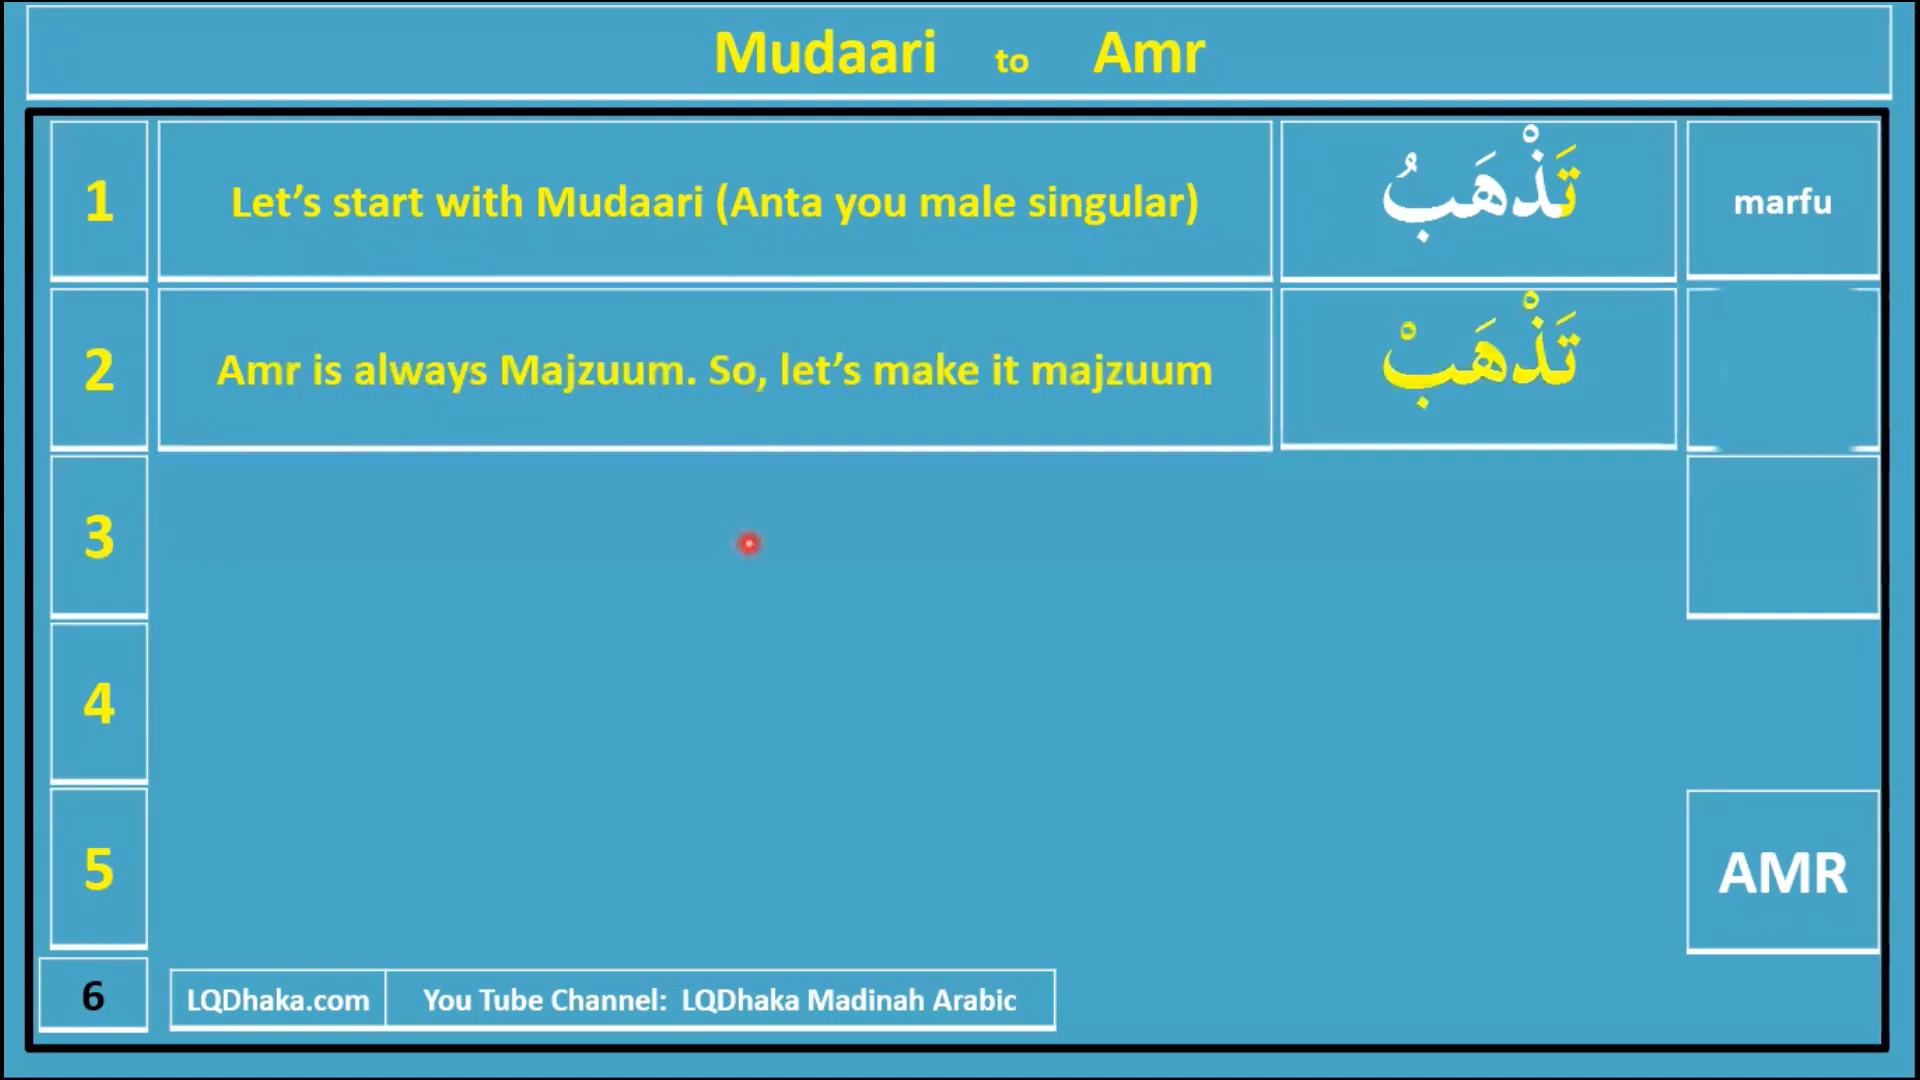 Mudaari to Amr
1 Let’s start with Mudaari (Anta you male singular) تَذْهَبُ marfu
2 Amr is always Majzuum. So, let’s make it majzuum تَذْهَبْ
3
4
5 AMR
6 LQDhaka.com You Tube Channel: LQDhaka Madinah Arabic